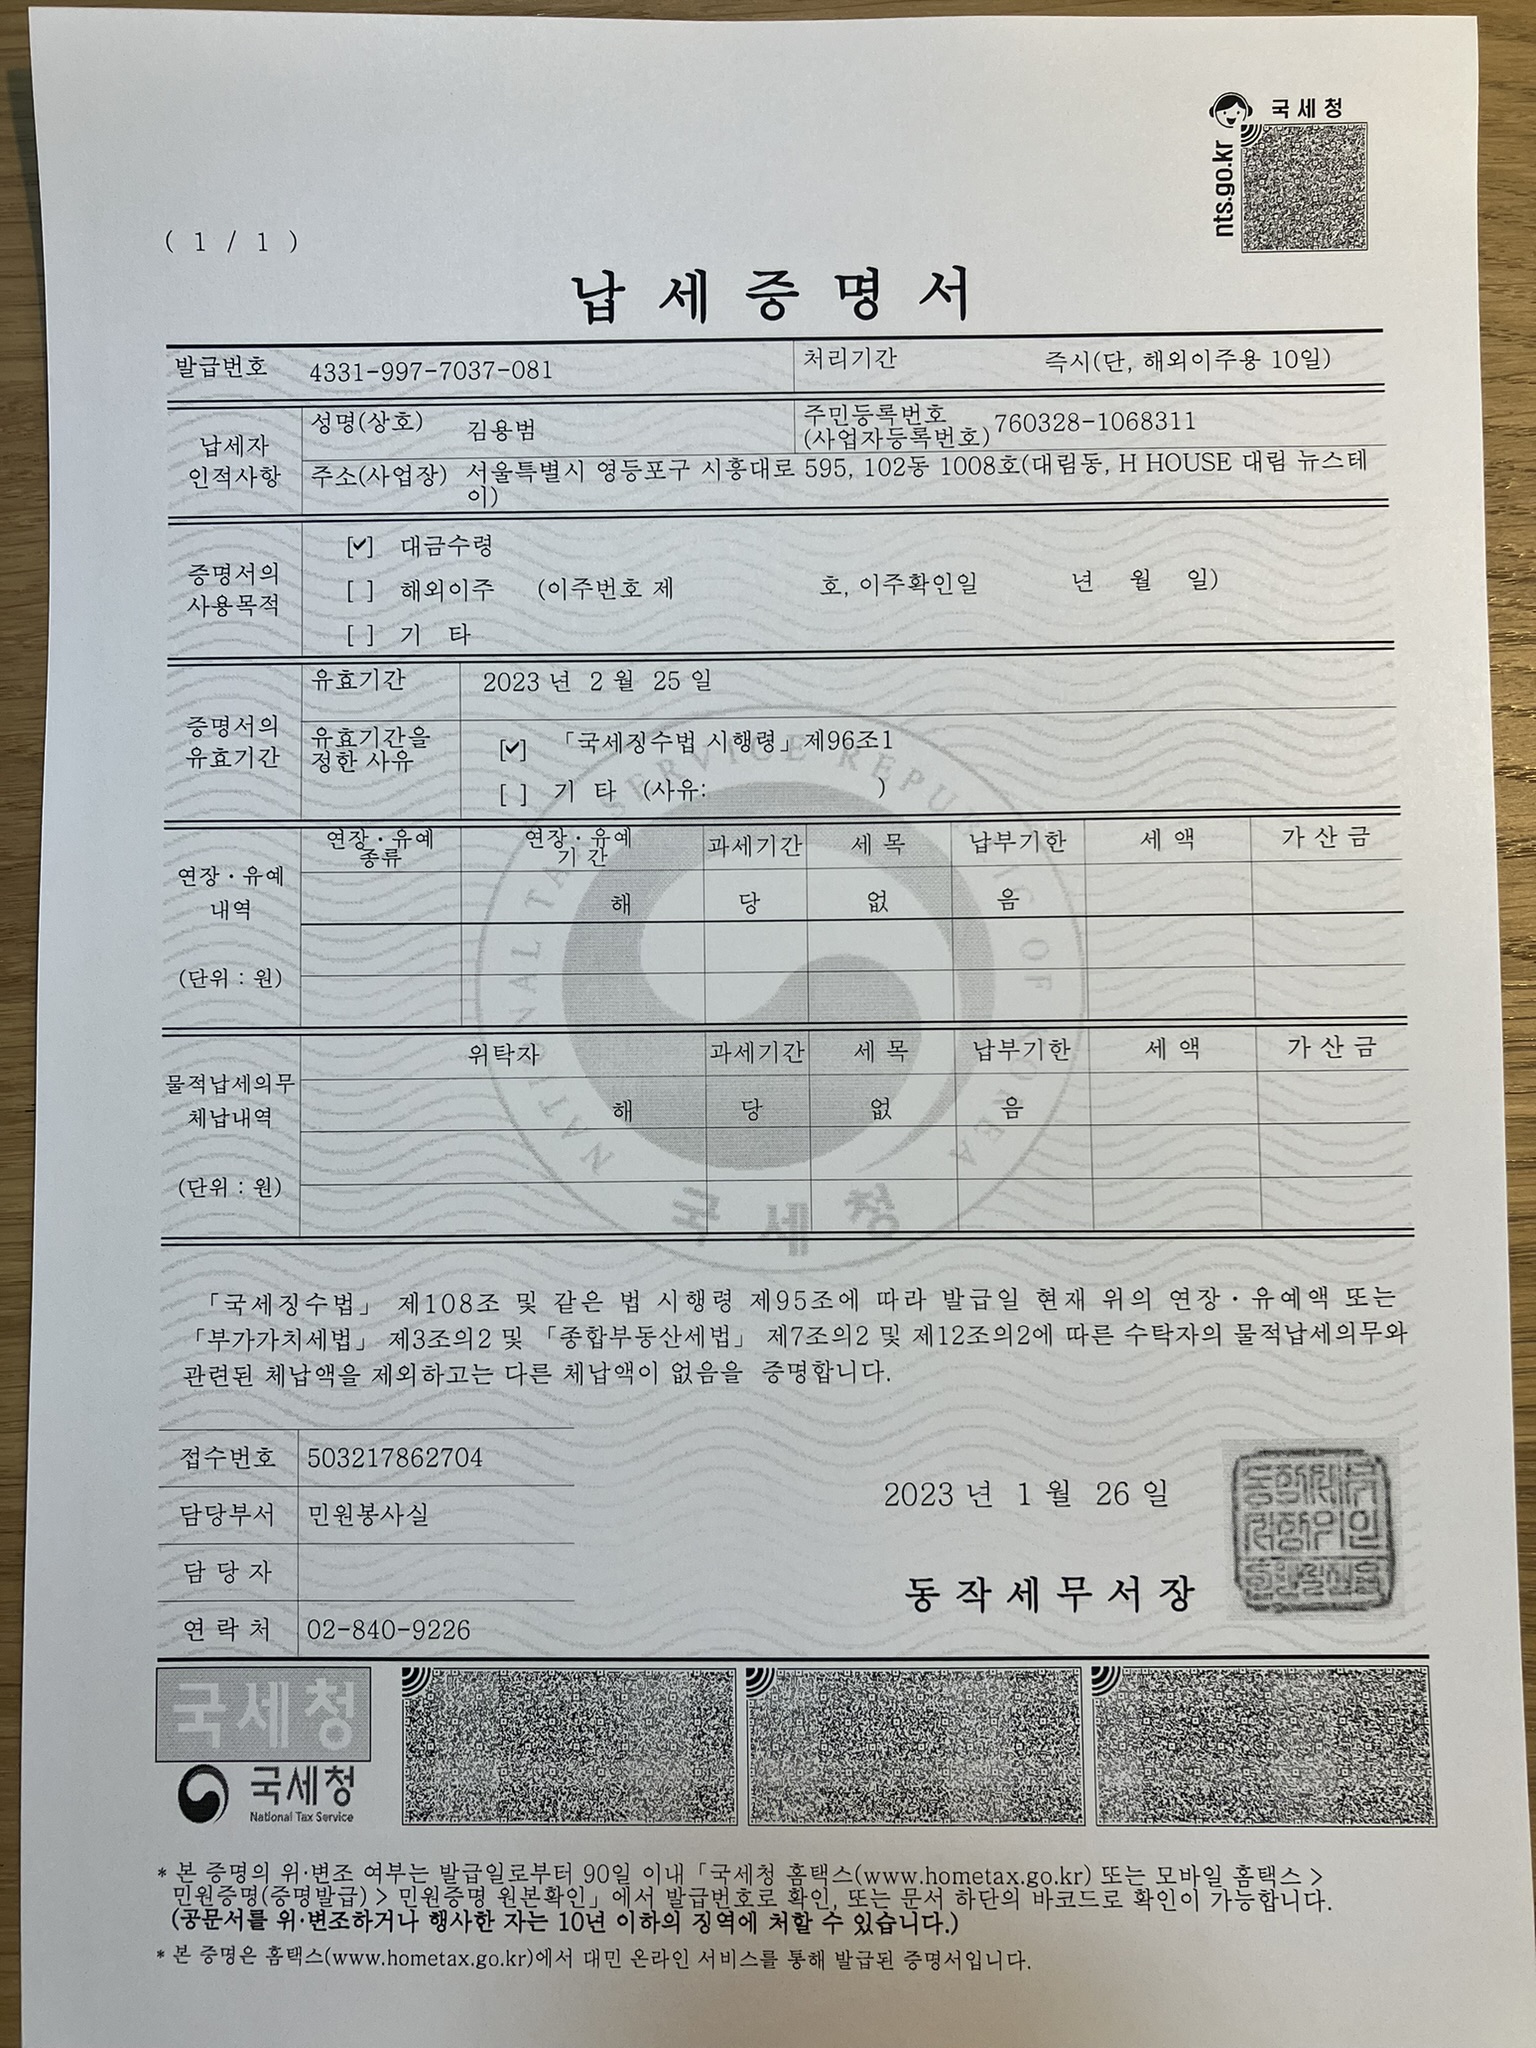 국세청
nts.go.kr
( 1 / 1 )
납 세 증 명 서
발급번호 4331-997-7037-081 처리기간 즉시(단, 해외이주용 10일)
납세자
인적사항
성명(상호) 김용범
주민등록번호
(사업자등록번호) 760328-1068311
주소(사업장) 서울특별시 영등포구 시흥대로 595, 102동 1008호(대림동, H HOUSE 대림 뉴스테
이)
증명서의
사용목적
[✓] 대금수령
[ ] 해외이주 (이주번호 제 호, 이주확인일 년 월 일)
[ ] 기 타
증명서의
유효기간
유효기간 2023 년 2 월 25 일
유효기간을
정한 사유
[✓] 「국세징수법 시행령」제96조1
[ ] 기 타 (사유: )
연장·유예
내역
(단위 : 원)
연장·유예
종류
연장·유예
기 간
과세기간 세 목 납부기한 세 액 가 산 금
해 당 없 음
물적납세의무
체납내역
(단위 : 원)
위탁자 과세기간 세 목 납부기한 세 액 가 산 금
해 당 없 음
NATIONAL TAX SERVICE REPUBLIC OF KOREA
국 세 청
「국세징수법」 제108조 및 같은 법 시행령 제95조에 따라 발급일 현재 위의 연장·유예액 또는
「부가가치세법」 제3조의2 및 「종합부동산세법」 제7조의2 및 제12조의2에 따른 수탁자의 물적납세의무와
관련된 체납액을 제외하고는 다른 체납액이 없음을 증명합니다.
접수번호 503217862704
담당부서 민원봉사실
담 당 자
연 락 처 02-840-9226
2023 년 1 월 26 일
동 작 세 무 서 장
국세청
국세청
National Tax Service
* 본 증명의 위·변조 여부는 발급일로부터 90일 이내「국세청 홈택스(www.hometax.go.kr) 또는 모바일 홈택스 >
민원증명(증명발급) > 민원증명 원본확인」에서 발급번호로 확인, 또는 문서 하단의 바코드로 확인이 가능합니다.
(공문서를 위·변조하거나 행사한 자는 10년 이하의 징역에 처할 수 있습니다.)
* 본 증명은 홈택스(www.hometax.go.kr)에서 대민 온라인 서비스를 통해 발급된 증명서입니다.